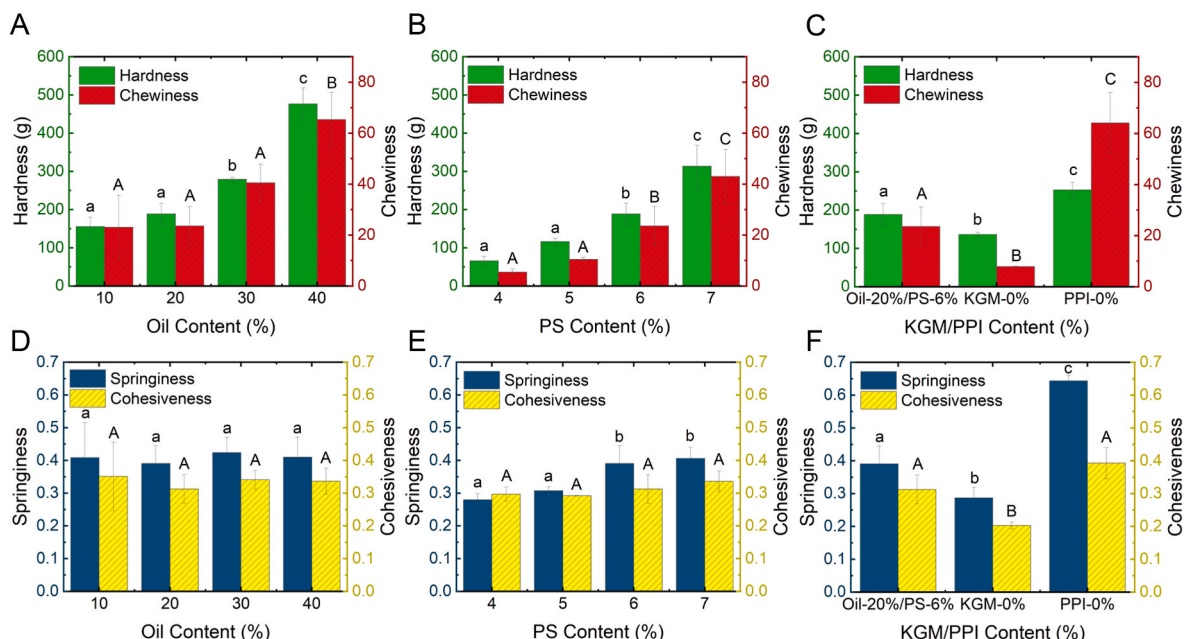 A
600
500
400
300
200
100
0
Hardness (g)
Hardness
Chewiness
a
A
a
A
b
A
c
B
80
60
40
20
0
Chewiness
10 20 30 40
Oil Content (%)
B
600
500
400
300
200
100
0
Hardness (g)
Hardness
Chewiness
a
A
a
A
b
B
c
C
80
60
40
20
0
Chewiness
4 5 6 7
PS Content (%)
C
600
500
400
300
200
100
0
Hardness (g)
Hardness
Chewiness
a
A
b
B
c
C
80
60
40
20
0
Chewiness
Oil-20%/PS-6% KGM-0% PPI-0%
KGM/PPI Content (%)
D
0.7
0.6
0.5
0.4
0.3
0.2
0.1
0.0
Springiness
Springiness
Cohesiveness
a
A
a
A
a
A
a
A
0.7
0.6
0.5
0.4
0.3
0.2
0.1
0.0
Cohesiveness
10 20 30 40
Oil Content (%)
E
0.7
0.6
0.5
0.4
0.3
0.2
0.1
0.0
Springiness
Springiness
Cohesiveness
a
A
a
A
b
A
b
A
0.7
0.6
0.5
0.4
0.3
0.2
0.1
0.0
Cohesiveness
4 5 6 7
PS Content (%)
F
0.7
0.6
0.5
0.4
0.3
0.2
0.1
0.0
Springiness
Springiness
Cohesiveness
a
A
b
B
c
A
0.7
0.6
0.5
0.4
0.3
0.2
0.1
0.0
Cohesiveness
Oil-20%/PS-6% KGM-0% PPI-0%
KGM/PPI Content (%)